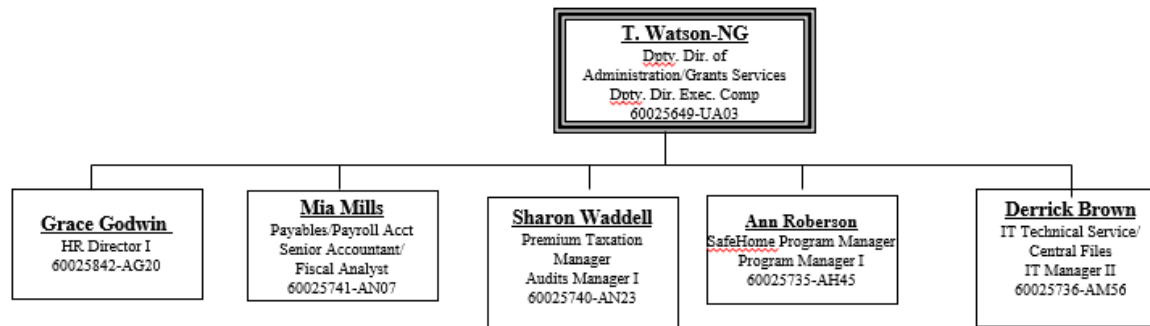 T. Watson-NG
Dpty. Dir. of
Administration/Grants Services
Dpty. Dir. Exec. Comp
60025649-UA03
Grace Godwin
HR Director I
60025842-AG20
Mia Mills
Payables/Payroll Acct
Senior Accountant/
Fiscal Analyst
60025741-AN07
Sharon Waddell
Premium Taxation
Manager
Audits Manager I
60025740-AN23
Ann Roberson
SafeHome Program Manager
Program Manager I
60025735-AH45
Derrick Brown
IT Technical Service/
Central Files
IT Manager II
60025736-AM56